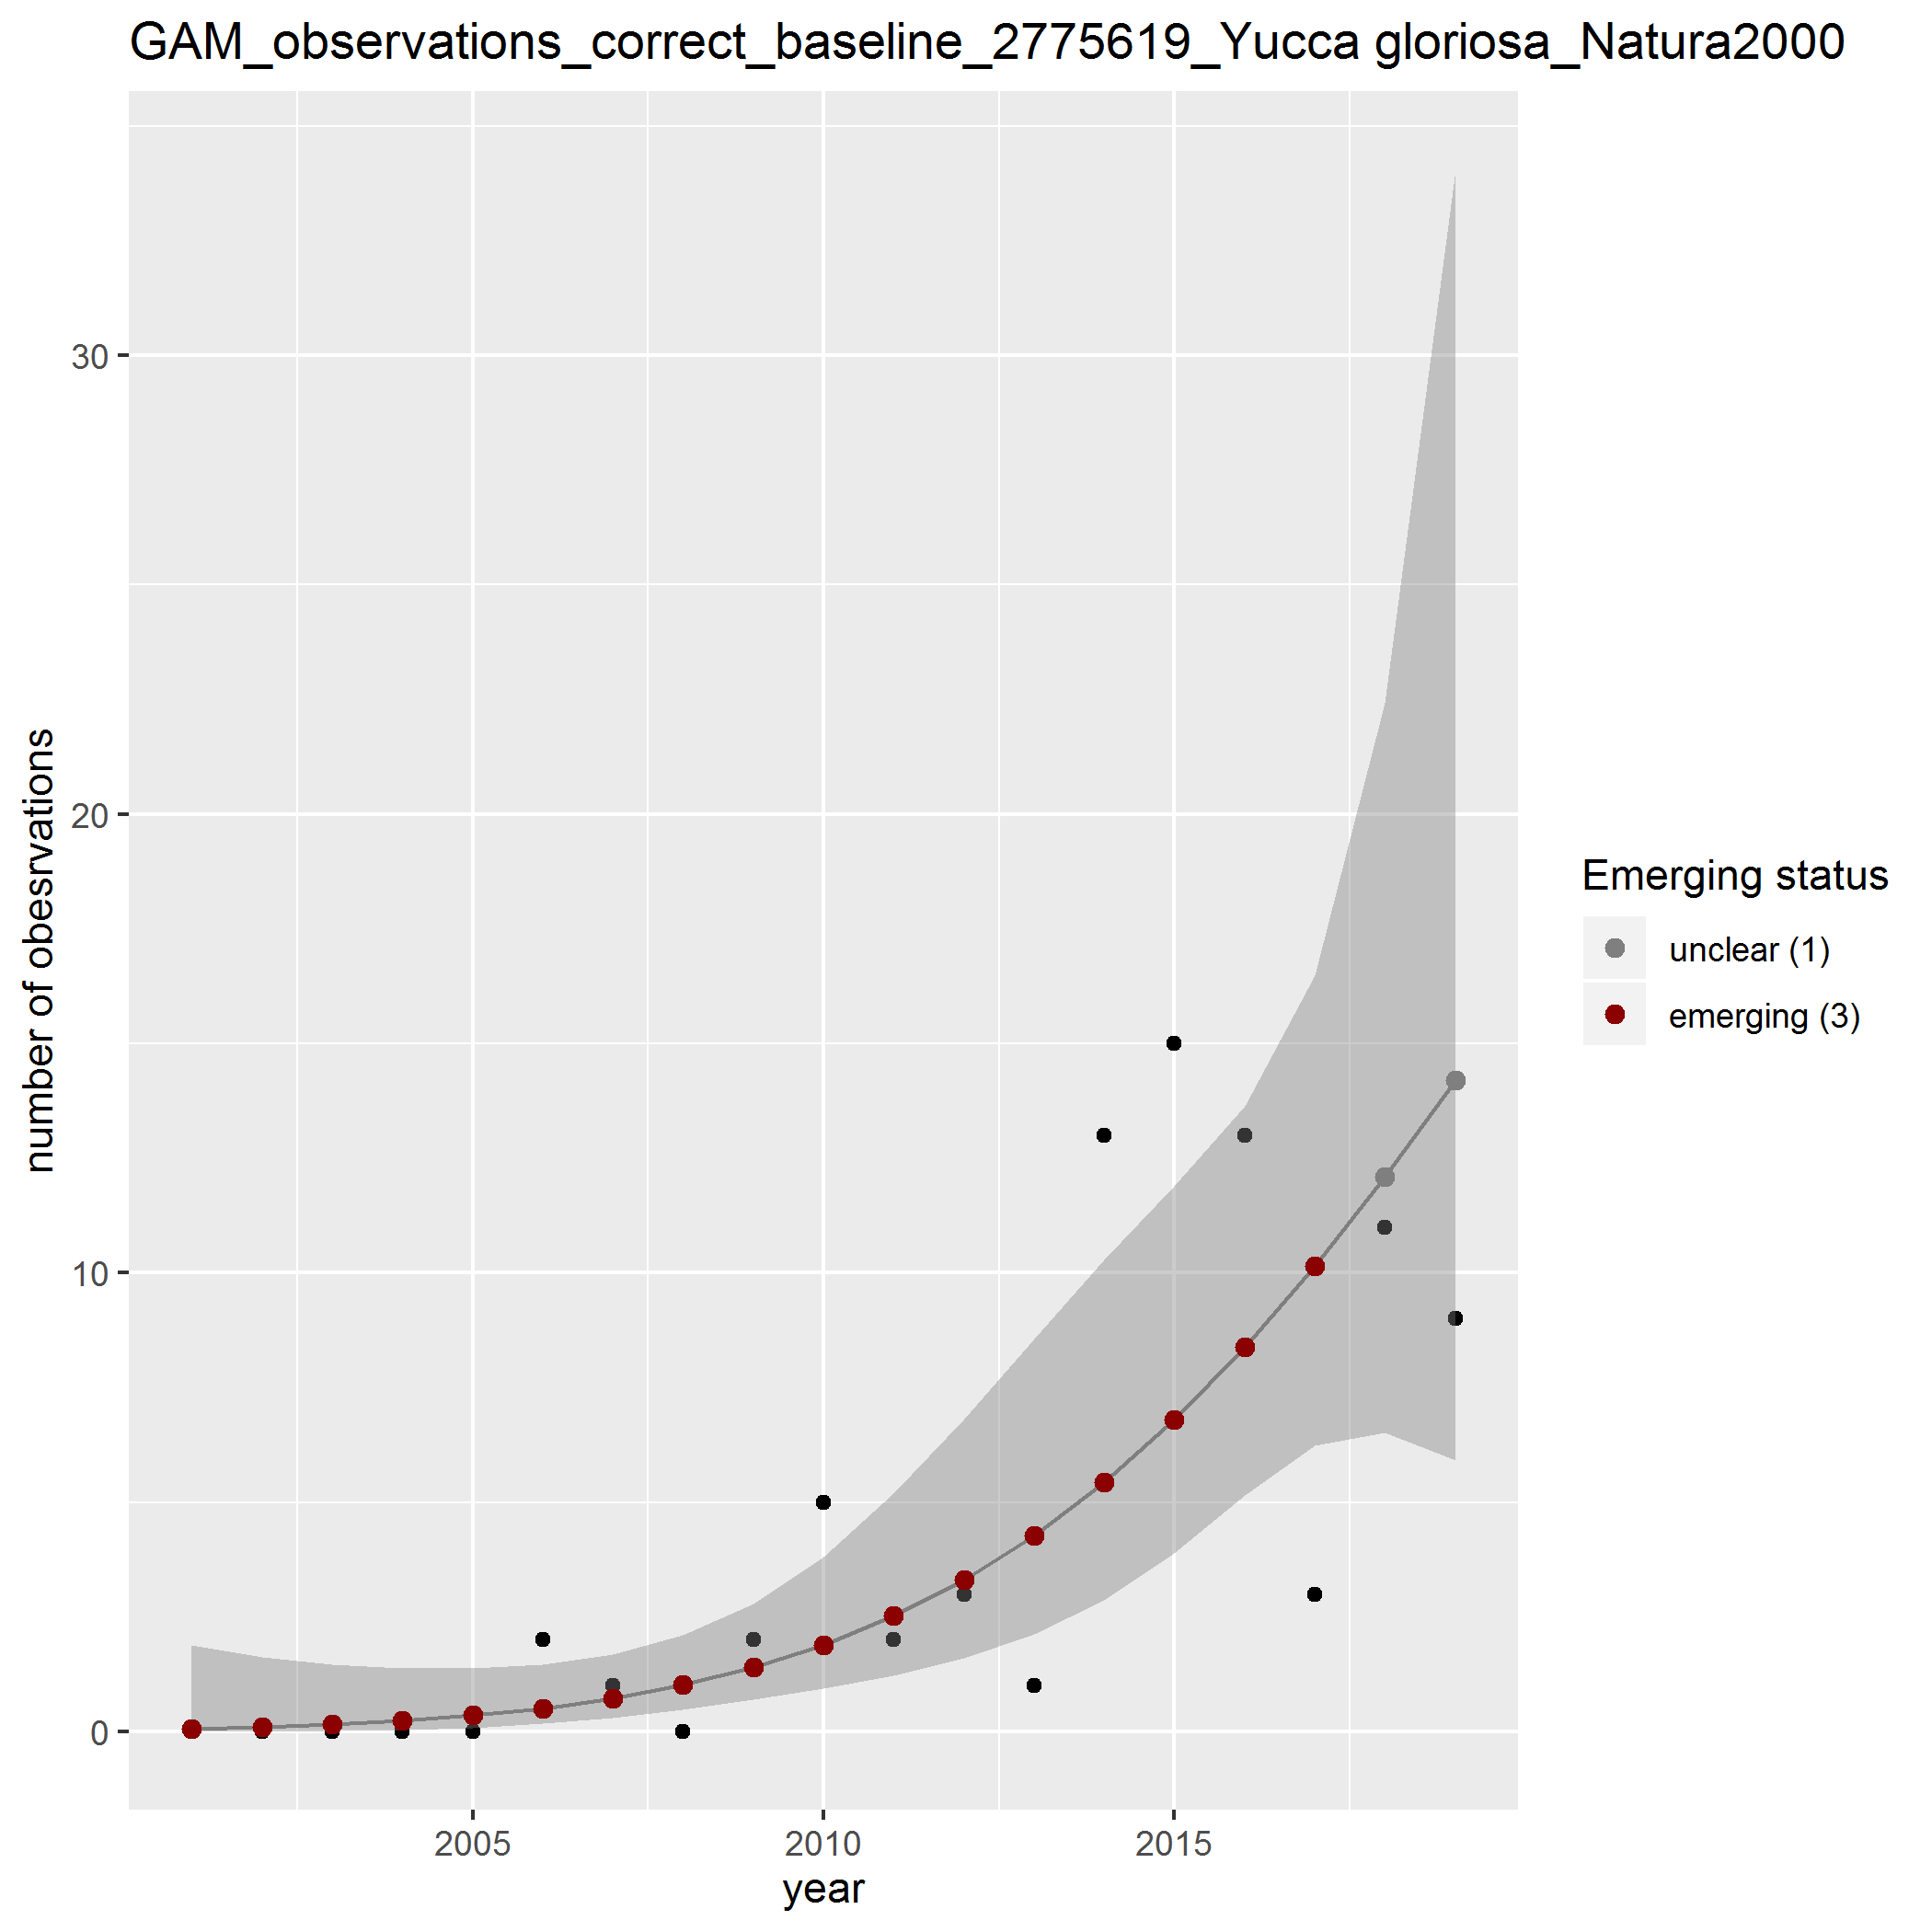 GAM_observations_correct_baseline_2775619_Yucca gloriosa_Natura2000
number of obesrvations
30
20
10
0
2005 2010 2015
year
Emerging status
unclear (1)
emerging (3)